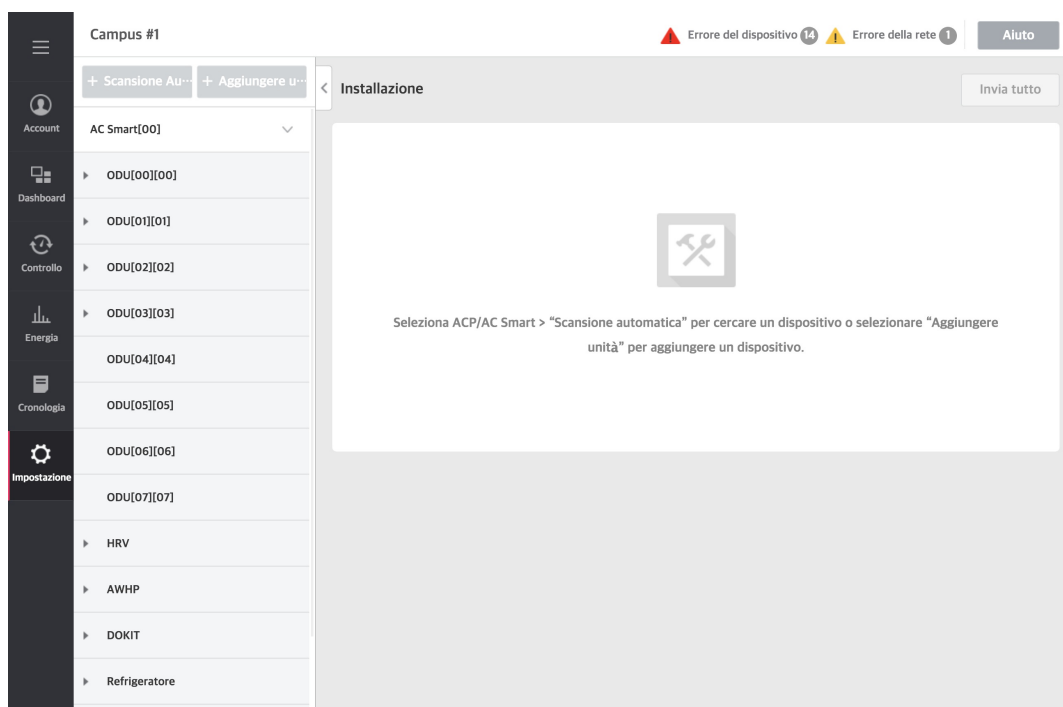 Campus #1
Errore del dispositivo 14
Errore della rete 1
Aiuto
Account
Dashboard
Controllo
Energia
Cronologia
Impostazione
+ Scansione Au···
+ Aggiungere u···
AC Smart[00]
ODU[00][00]
ODU[01][01]
ODU[02][02]
ODU[03][03]
ODU[04][04]
ODU[05][05]
ODU[06][06]
ODU[07][07]
HRV
AWHP
DOKIT
Refrigeratore
Installazione
Invia tutto
Seleziona ACP/AC Smart > “Scansione automatica” per cercare un dispositivo o selezionare “Aggiungere
unità” per aggiungere un dispositivo.